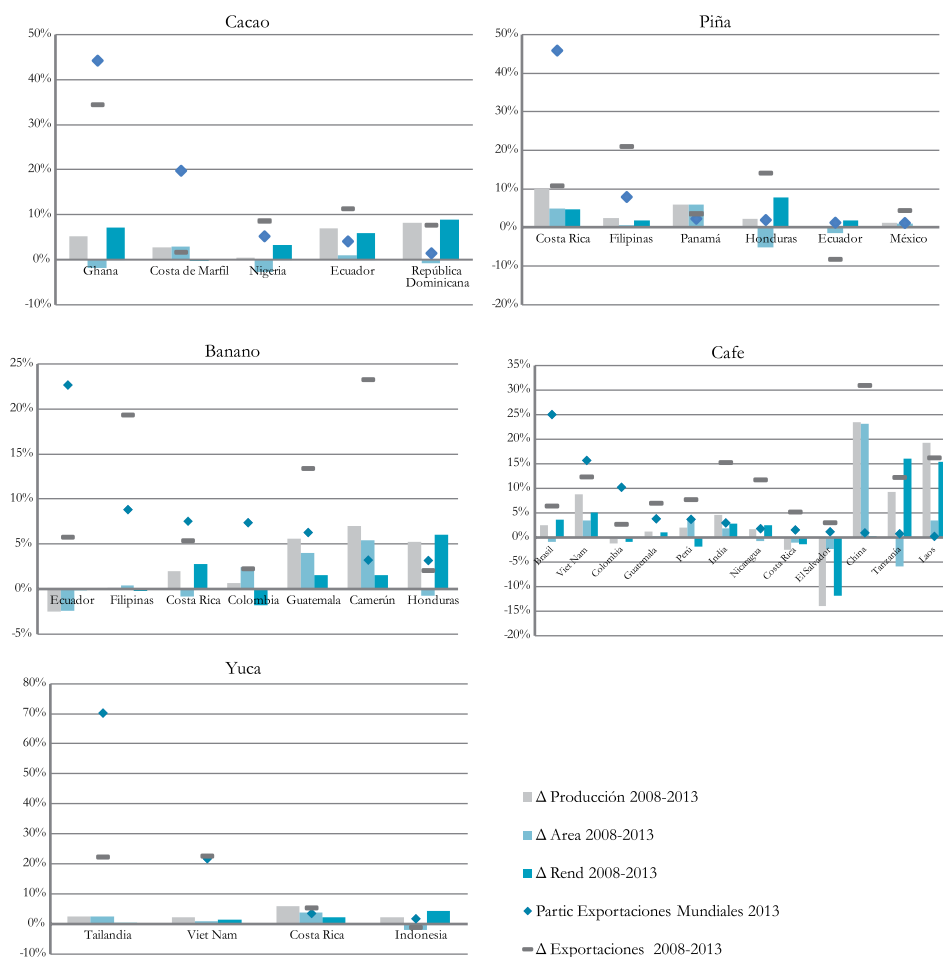 Cacao
50%
40%
30%
20%
10%
0%
-10%
Ghana
Costa de Marfil
Nigeria
Ecuador
República
Dominicana
Piña
50%
40%
30%
20%
10%
0%
-10%
-20%
Costa Rica
Filipinas
Panamá
Honduras
Ecuador
México
Banano
25%
20%
15%
10%
5%
0%
-5%
Ecuador
Filipinas
Costa Rica
Colombia
Guatemala
Camerún
Honduras
Cafe
35%
30%
25%
20%
15%
10%
5%
0%
-5%
-10%
-15%
-20%
Brasil
Viet Nam
Colombia
Guatemala
Perú
India
Nicaragua
Costa Rica
El Salvador
China
Tanzania
Laos
Yuca
80%
70%
60%
50%
40%
30%
20%
10%
0%
-10%
Tailandia
Viet Nam
Costa Rica
Indonesia
Δ Producción 2008-2013
Δ Area 2008-2013
Δ Rend 2008-2013
Partic Exportaciones Mundiales 2013
Δ Exportaciones 2008-2013